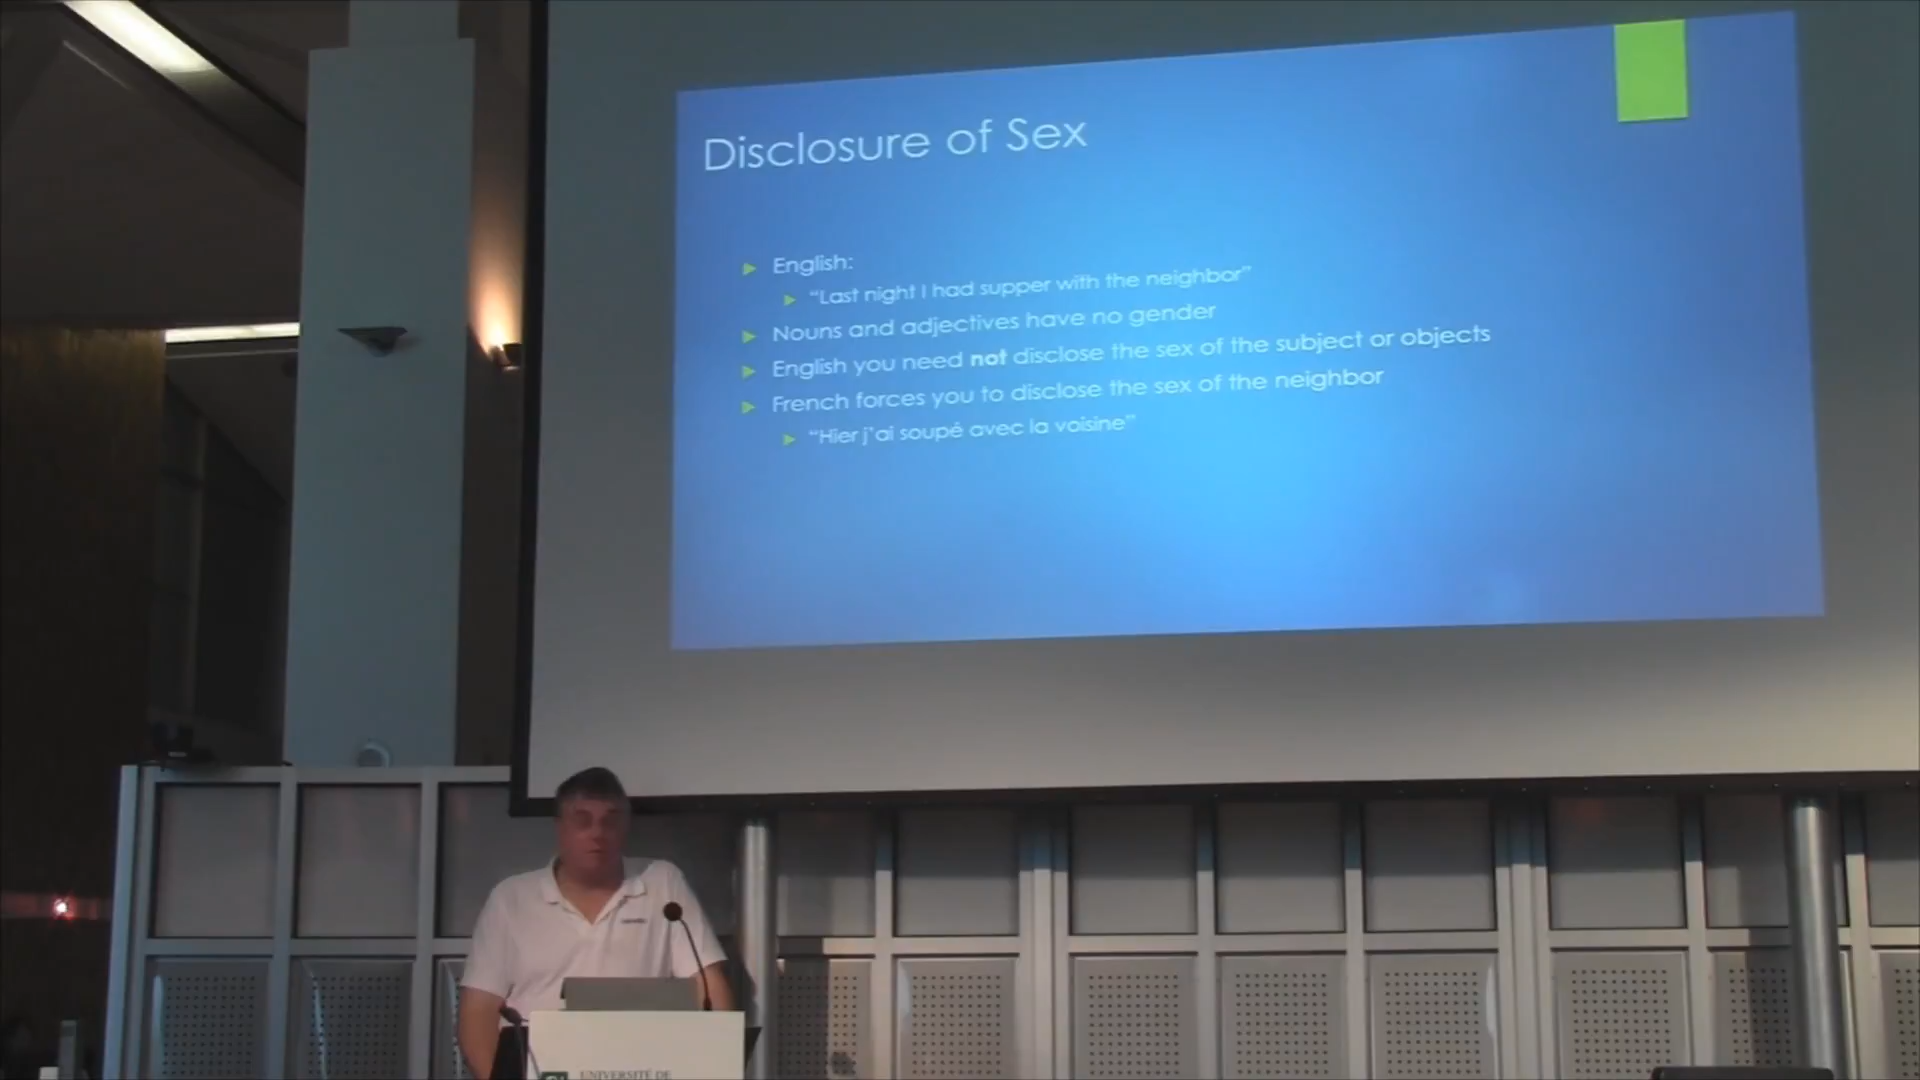 Disclosure of Sex
English:
"Last night I had supper with the neighbor"
Nouns and adjectives have no gender
English you need not disclose the sex of the subject or objects
French forces you to disclose the sex of the neighbor
"Hier j'ai soupé avec la voisine"
UNIVERSITÉ DE